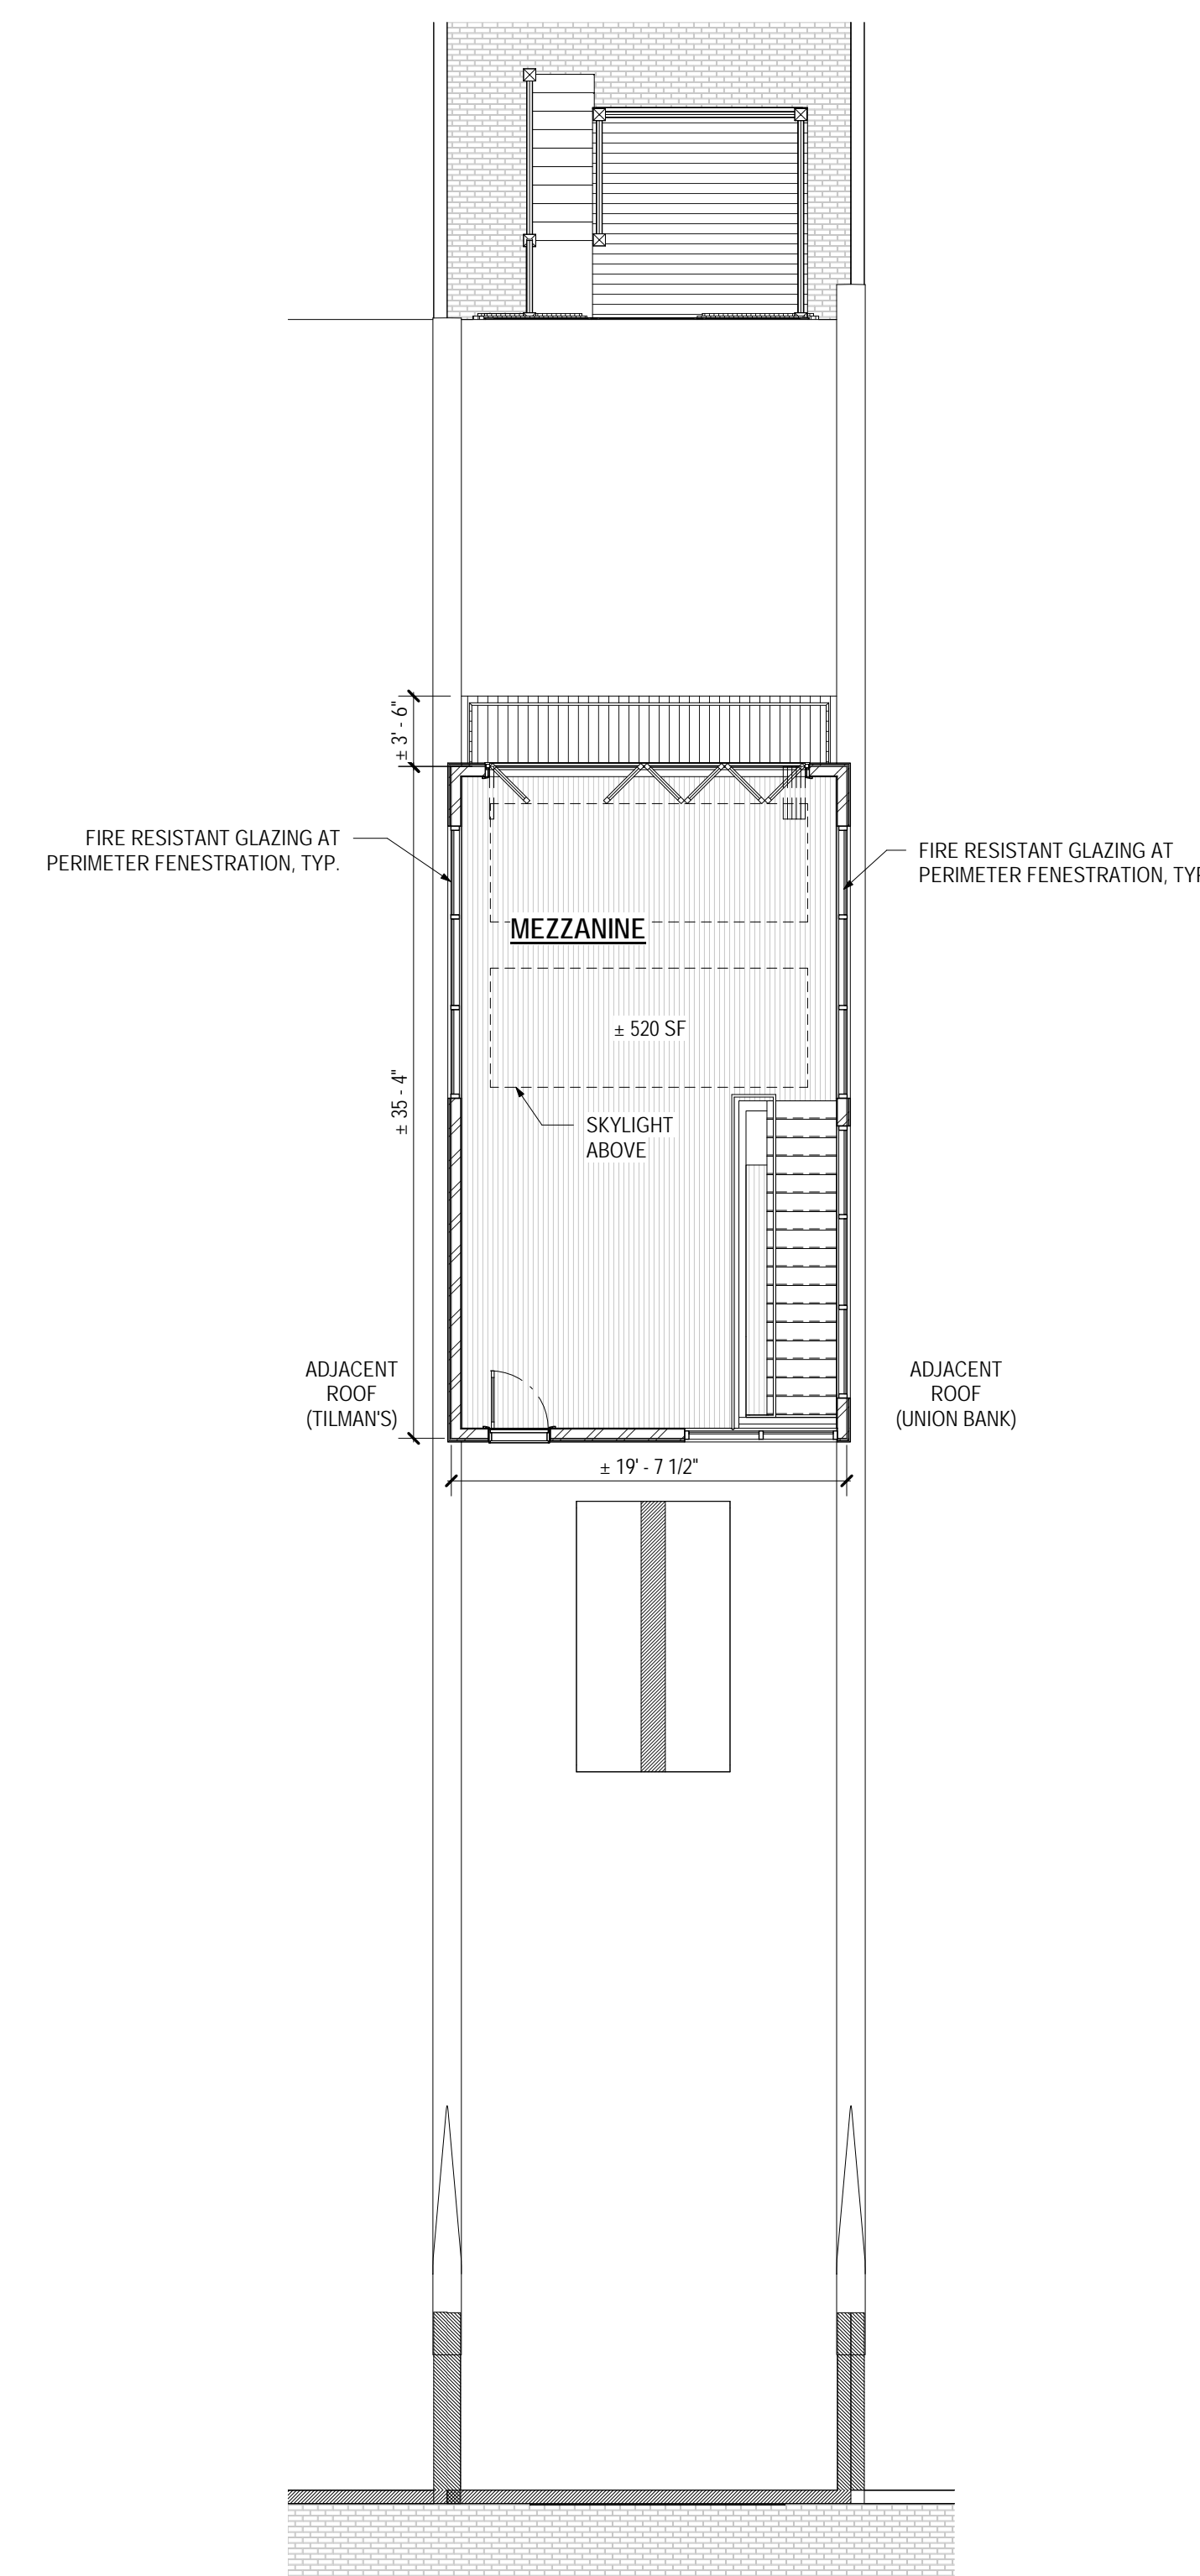 ± 3' - 6"
FIRE RESISTANT GLAZING AT
PERIMETER FENESTRATION, TYP.
FIRE RESISTANT GLAZING AT
PERIMETER FENESTRATION, TYP
MEZZANINE
± 520 SF
± 35 - 4"
SKYLIGHT
ABOVE
ADJACENT
ROOF
(TILMAN'S)
ADJACENT
ROOF
(UNION BANK)
± 19' - 7 1/2"